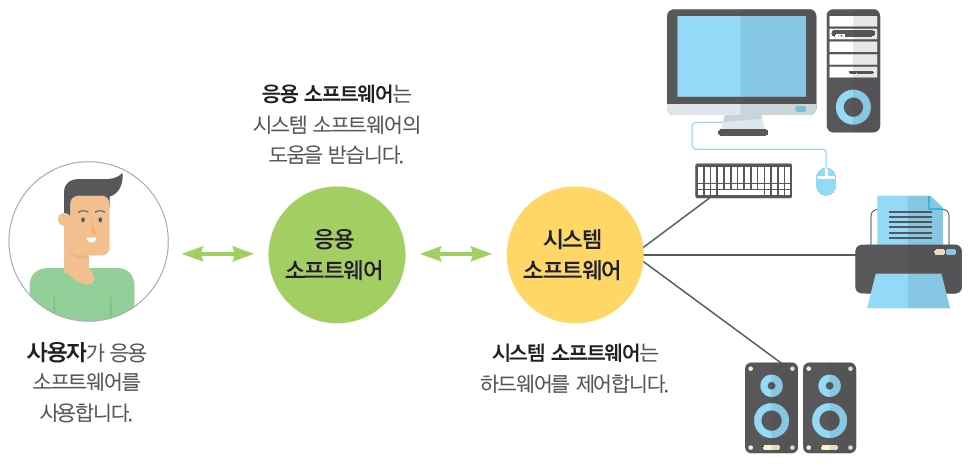 응용 소프트웨어는
시스템 소프트웨어의
도움을 받습니다.
응용
소프트웨어
시스템
소프트웨어
사용자가 응용
소프트웨어를
사용합니다.
시스템 소프트웨어는
하드웨어를 제어합니다.